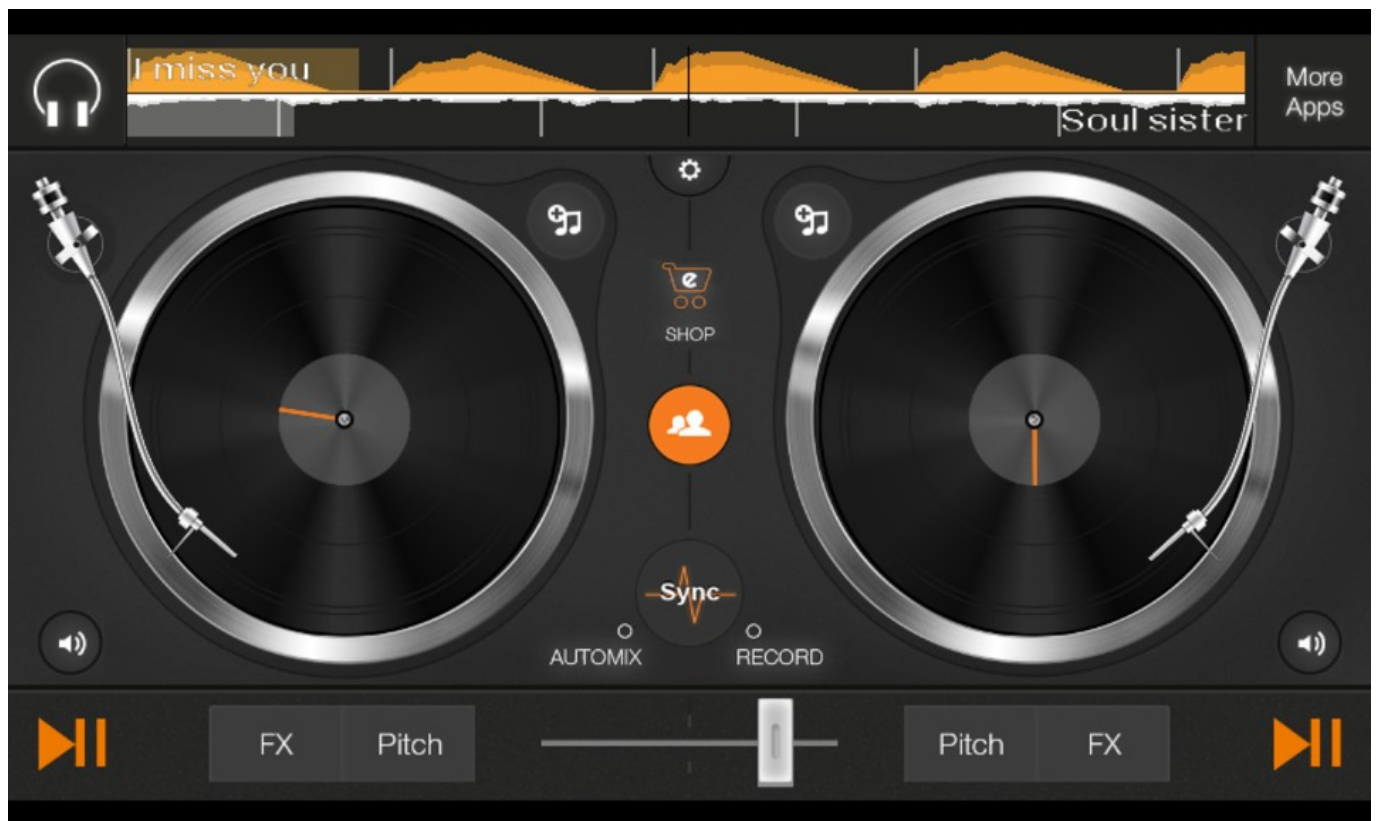 I miss you
Soul sister
More
Apps
e
SHOP
Sync
AUTOMIX
RECORD
FX
Pitch
Pitch
FX